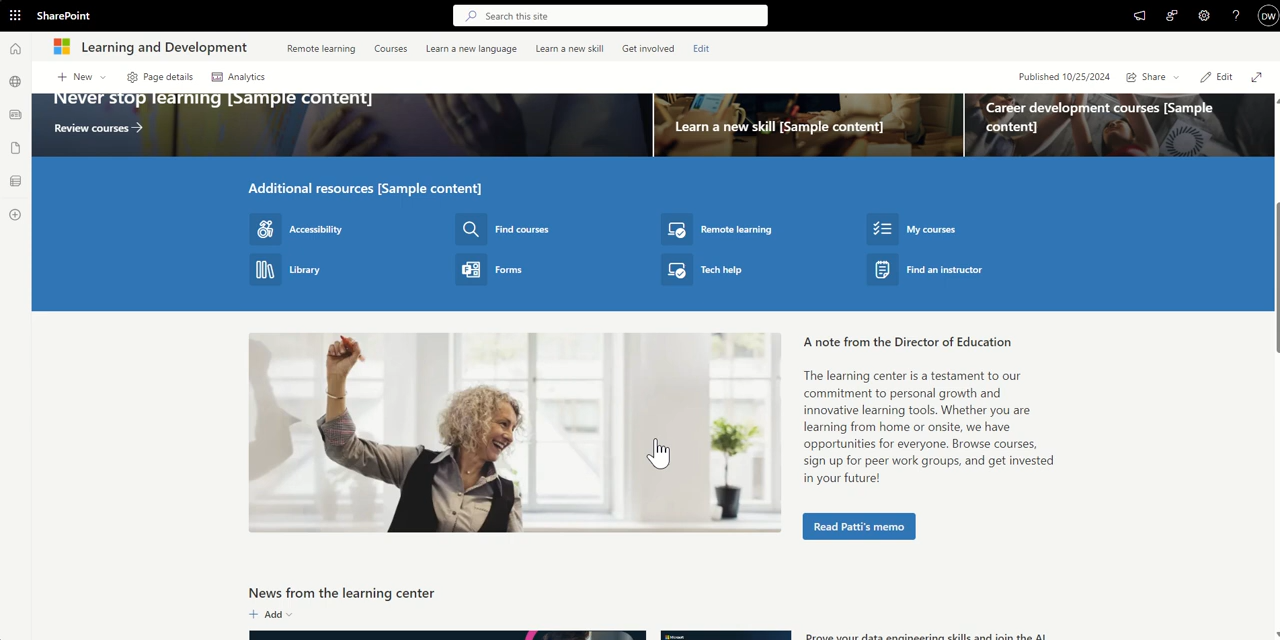 SharePoint
Search this site
DW
Learning and Development
Remote learning
Courses
Learn a new language
Learn a new skill
Get involved
Edit
New
Page details
Analytics
Published 10/25/2024
Share
Edit
Never stop learning [Sample content]
Review courses
Learn a new skill [Sample content]
Career development courses [Sample
content]
Additional resources [Sample content]
Accessibility
Find courses
Remote learning
My courses
Library
Forms
Tech help
Find an instructor
A note from the Director of Education
The learning center is a testament to our
commitment to personal growth and
innovative learning tools. Whether you are
learning from home or onsite, we have
opportunities for everyone. Browse courses,
sign up for peer work groups, and get invested
in your future!
Read Patti's memo
News from the learning center
Add
Microsoft
Prove your data engineering skills and join the AI